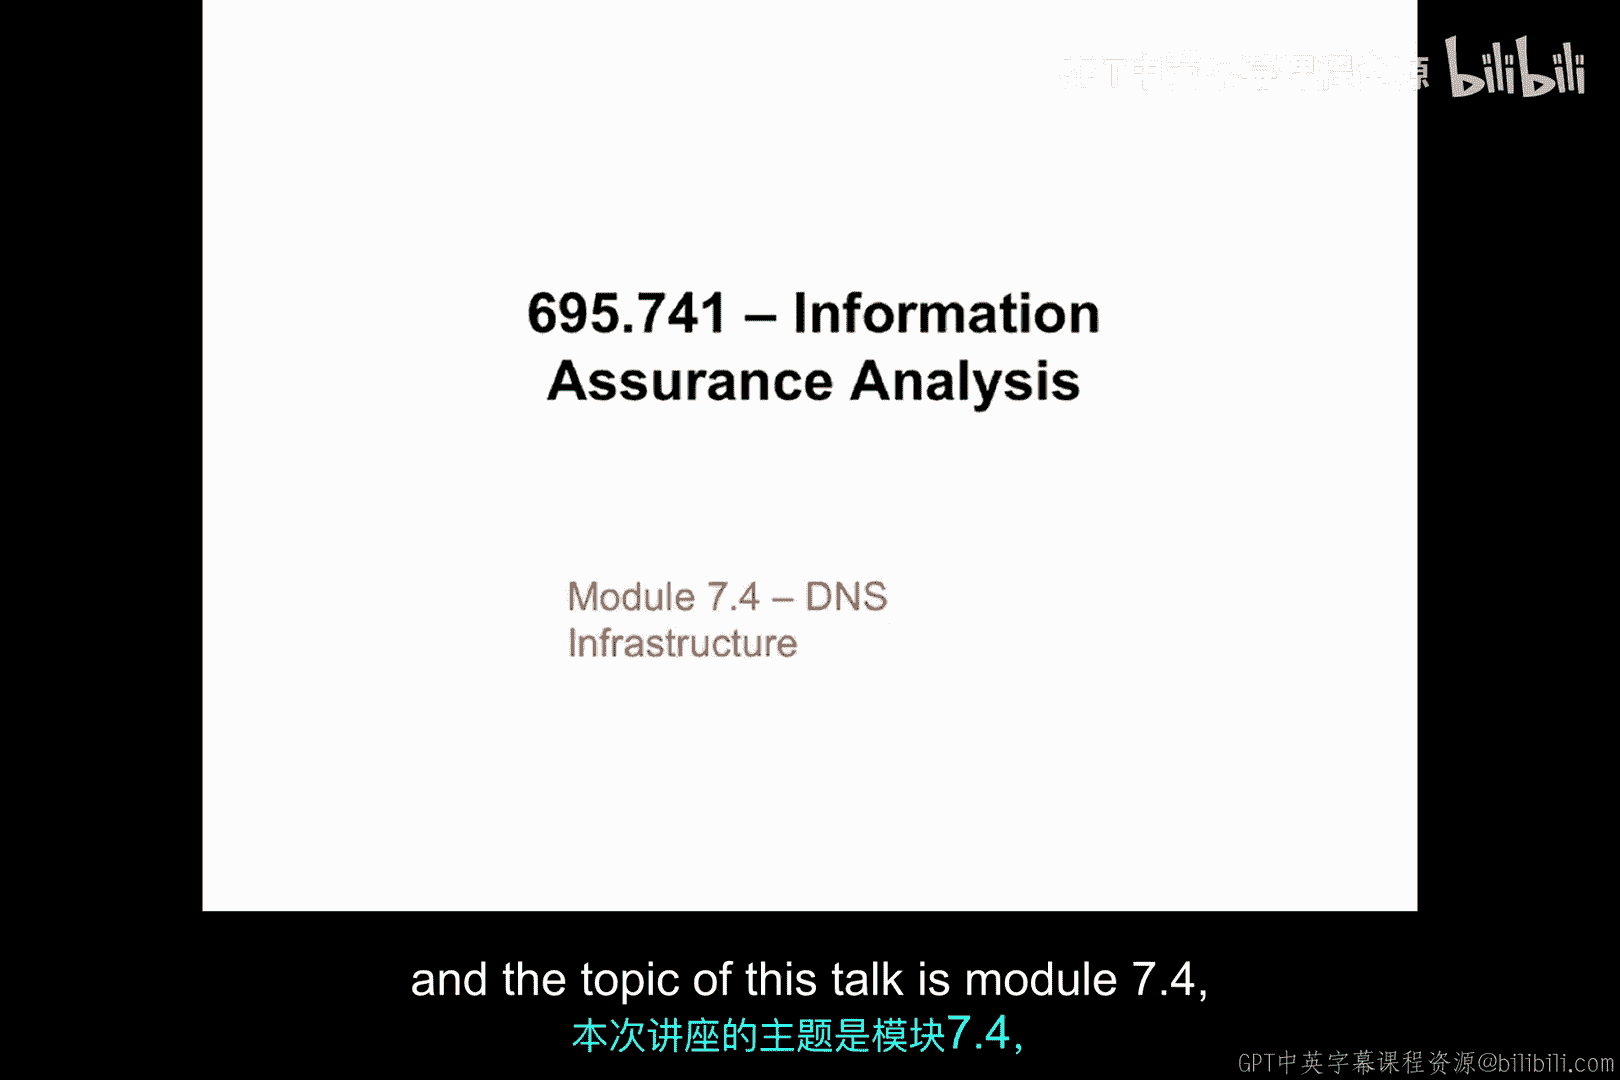 bilibili
695.741 – Information
Assurance Analysis
Module 7.4 – DNS
Infrastructure
and the topic of this talk is module 7.4,
本次讲座的主题是模块7.4,
GPT中英字幕课程资源@bilibili.com